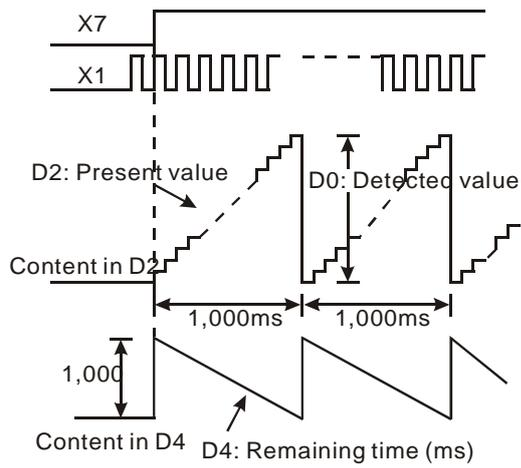 X7
X1
D2: Present value
D0: Detected value
Content in D2
1,000ms
1,000ms
1,000
Content in D4
D4: Remaining time (ms)